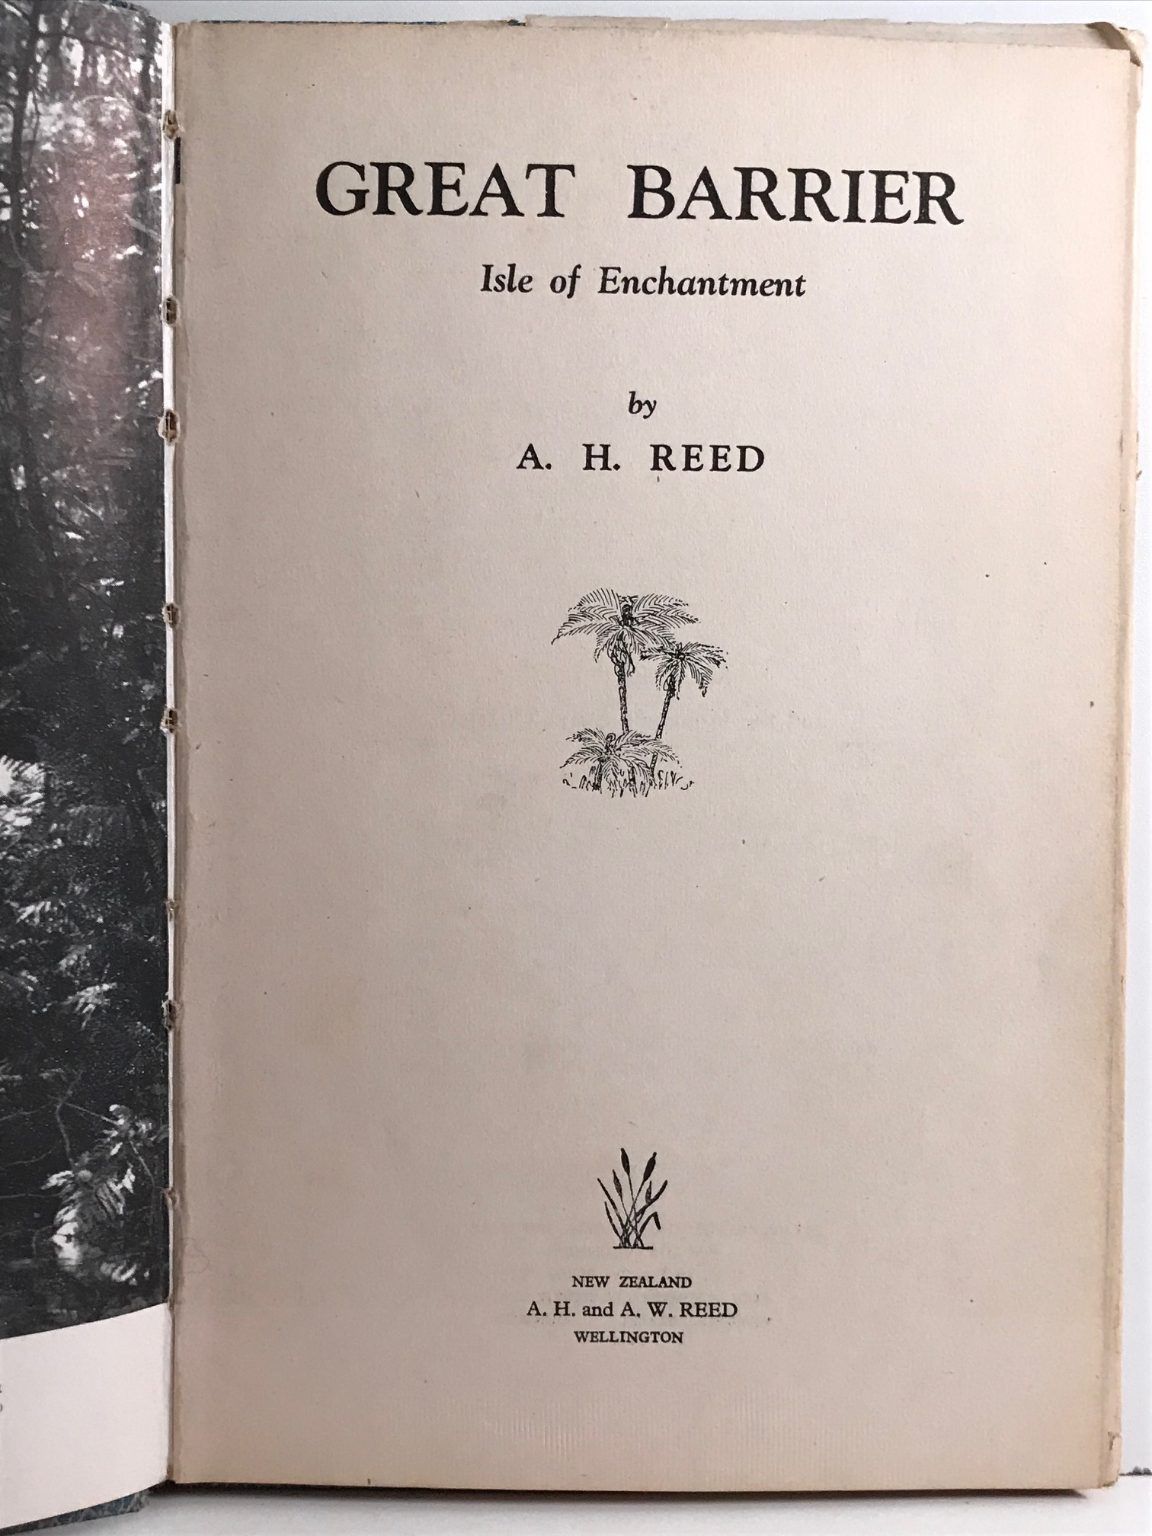 GREAT BARRIER
Isle of Enchantment
by
A. H. REED
NEW ZEALAND
A. H. and A. W. REED
WELLINGTON